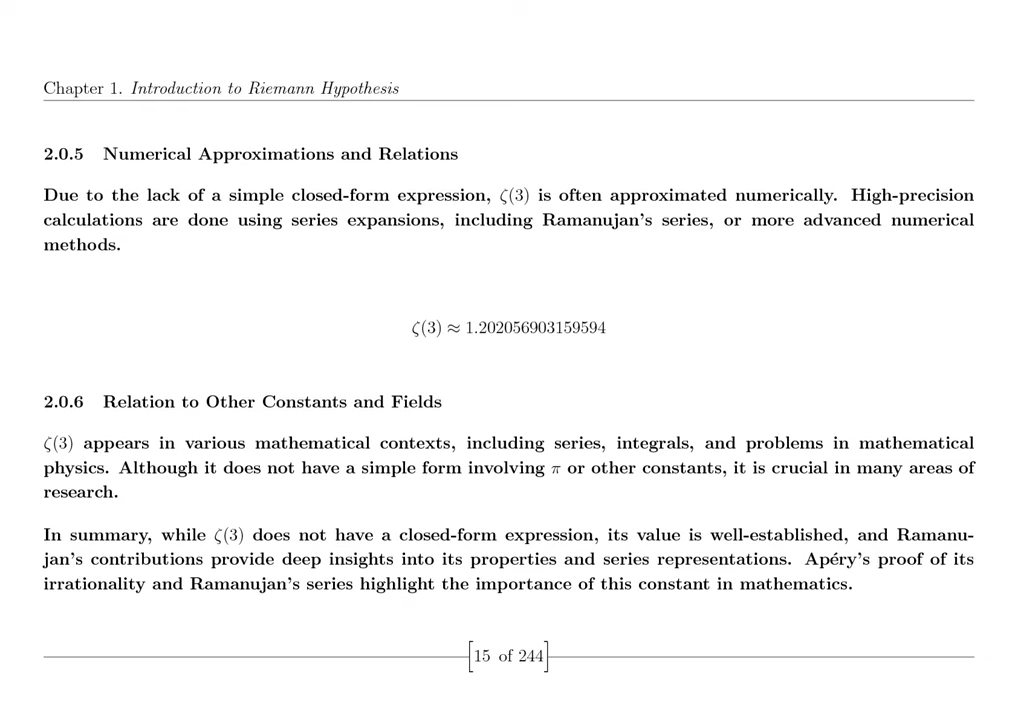 Chapter 1. Introduction to Riemann Hypothesis
2.0.5 Numerical Approximations and Relations
Due to the lack of a simple closed-form expression, ζ(3) is often approximated numerically. High-precision
calculations are done using series expansions, including Ramanujan's series, or more advanced numerical
methods.
ζ(3) ≈ 1.202056903159594
2.0.6 Relation to Other Constants and Fields
ζ(3) appears in various mathematical contexts, including series, integrals, and problems in mathematical
physics. Although it does not have a simple form involving π or other constants, it is crucial in many areas of
research.
In summary, while ζ(3) does not have a closed-form expression, its value is well-established, and Ramanu-
jan's contributions provide deep insights into its properties and series representations. Apéry's proof of its
irrationality and Ramanujan's series highlight the importance of this constant in mathematics.
[15 of 244]